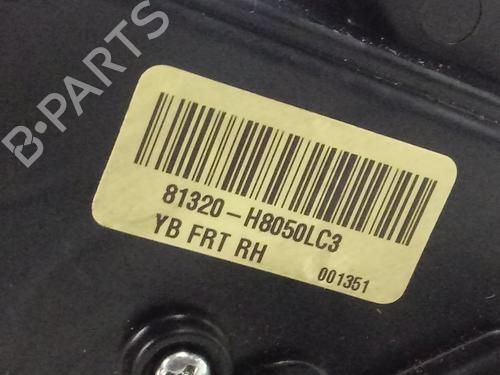 B-PARTS
81320-H8050LC3
YB FRT RH
001351